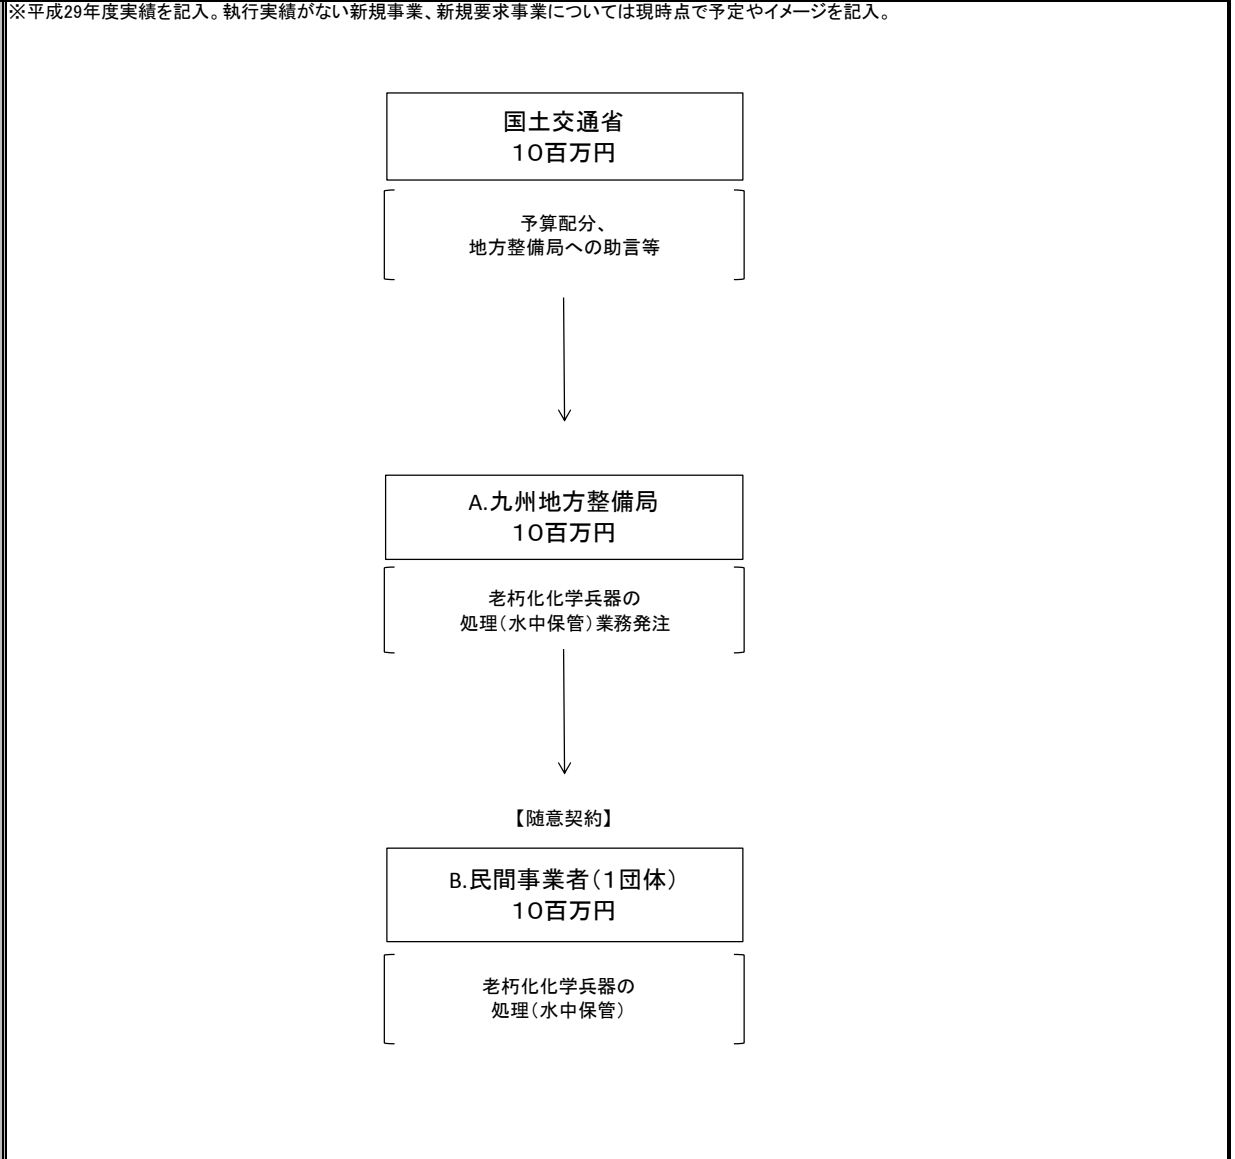 ※平成29年度実績を記入。執行実績がない新規事業、新規要求事業については現時点で予定やイメージを記入。
国土交通省
１０百万円
予算配分、
地方整備局への助言等
A.九州地方整備局
１０百万円
老朽化化学兵器の
処理（水中保管）業務発注
【随意契約】
B.民間事業者（１団体）
１０百万円
老朽化化学兵器の
処理（水中保管）